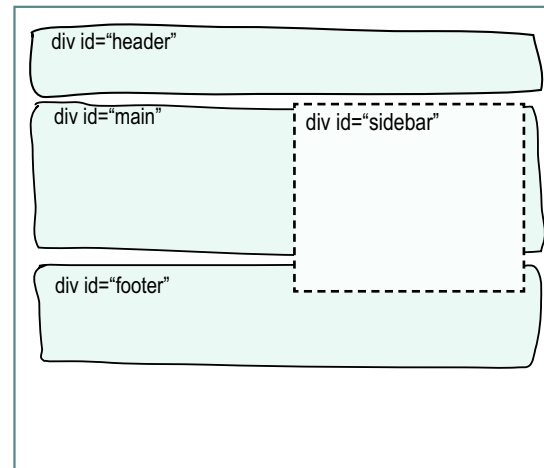 div id=“header”
div id=“main”
div id=“sidebar”
div id=“footer”